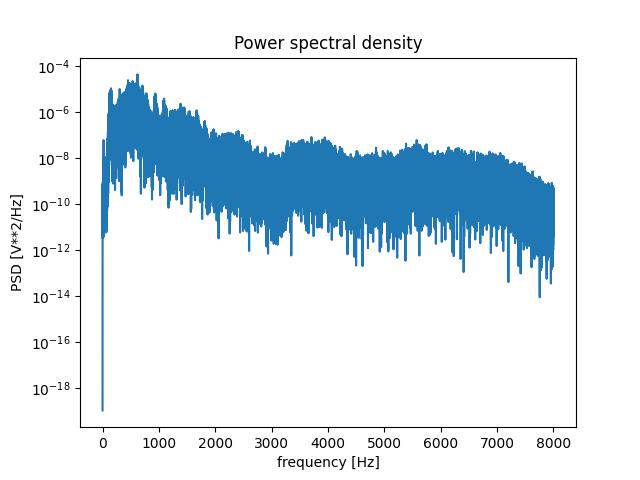 Power spectral density
PSD [V**2/Hz]
10⁻⁴
10⁻⁶
10⁻⁸
10⁻¹⁰
10⁻¹²
10⁻¹⁴
10⁻¹⁶
10⁻¹⁸
0 1000 2000 3000 4000 5000 6000 7000 8000
frequency [Hz]